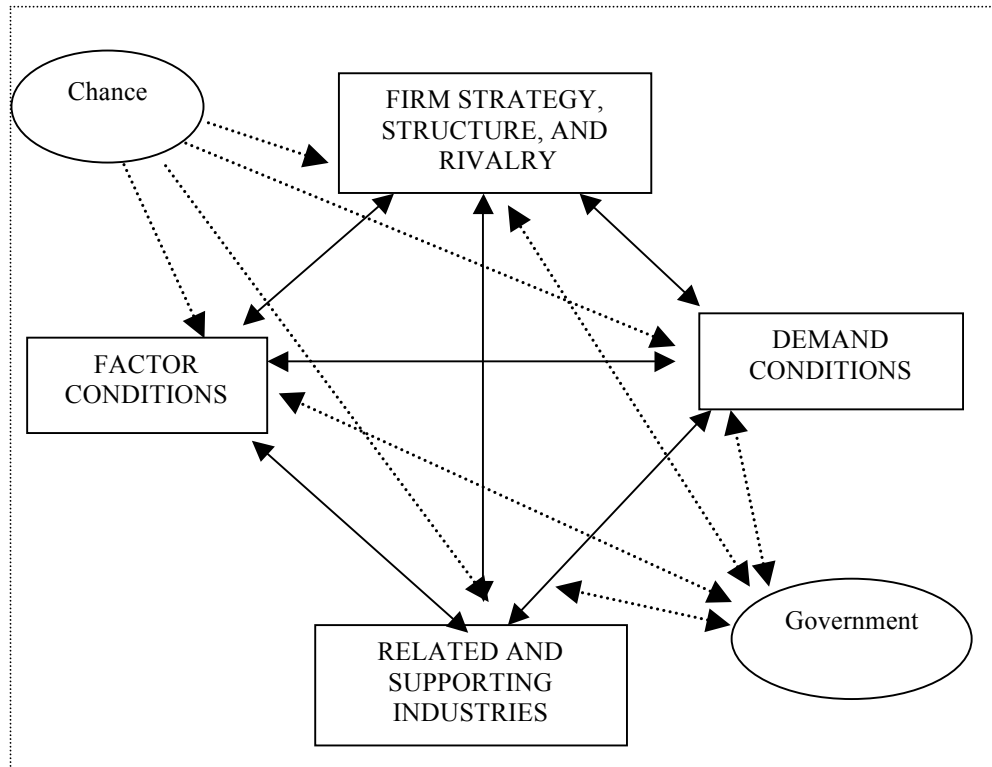 Chance
FIRM STRATEGY,
STRUCTURE, AND
RIVALRY
FACTOR
CONDITIONS
DEMAND
CONDITIONS
Government
RELATED AND
SUPPORTING
INDUSTRIES